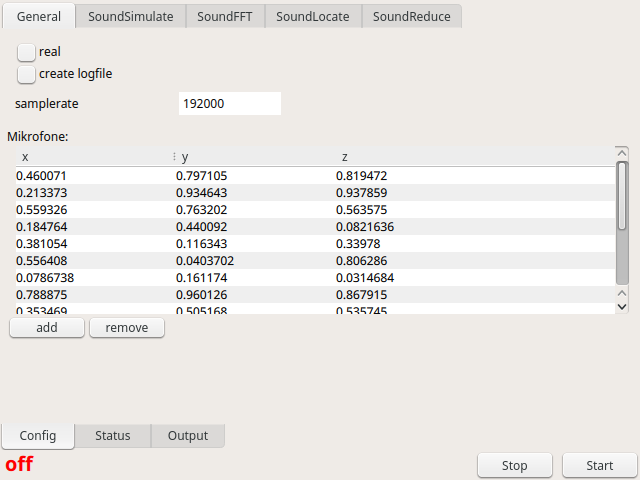 General SoundSimulate SoundFFT SoundLocate SoundReduce
real
create logfile
samplerate 192000
Mikrofone:
x y z
0.460071 0.797105 0.819472
0.213373 0.934643 0.937859
0.559326 0.763202 0.563575
0.184764 0.440092 0.0821636
0.381054 0.116343 0.33978
0.556408 0.0403702 0.806286
0.0786738 0.161174 0.0314684
0.788875 0.960126 0.867915
0.353469 0.505168 0.535745
add remove
Config Status Output
off Stop Start